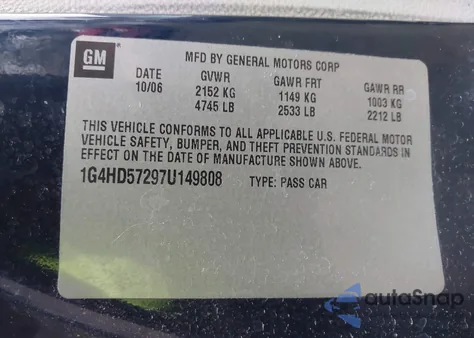 GM
MFD BY GENERAL MOTORS CORP
DATE GVWR GAWR FRT GAWR RR
10/06 2152 KG 1149 KG 1003 KG
4745 LB 2533 LB 2212 LB
THIS VEHICLE CONFORMS TO ALL APPLICABLE U.S. FEDERAL MOTOR
VEHICLE SAFETY, BUMPER, AND THEFT PREVENTION STANDARDS IN
EFFECT ON THE DATE OF MANUFACTURE SHOWN ABOVE.
1G4HD57297U149808 TYPE: PASS CAR
autoSnap